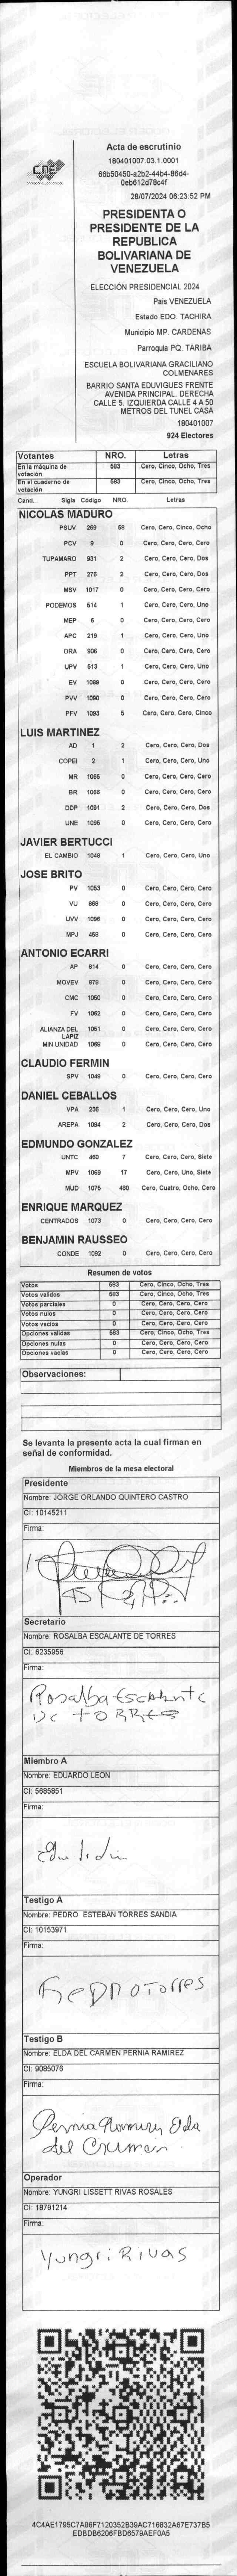 CNE
Acta de escrutinio
180401007.03.1.0001
66b50450-a2b2-44b4-86d4-
0eb612d78c4f
28/07/2024 06:23:52 PM
PRESIDENTA O
PRESIDENTE DE LA
REPUBLICA
BOLIVARIANA DE
VENEZUELA
ELECCIÓN PRESIDENCIAL 2024
Pais VENEZUELA
Estado EDO. TACHIRA
Municipio MP. CARDENAS
Parroquia PQ. TARIBA
ESCUELA BOLIVARIANA GRACILIANO
COLMENARES
BARRIO SANTA EDUVIGUES FRENTE
AVENIDA PRINCIPAL. DERECHA
CALLE 5. IZQUIERDA CALLE 4 A 50
METROS DEL TUNEL CASA
180401007
924 Electores
Votantes NRO. Letras
En la máquina de votación 583 Cero, Cinco, Ocho, Tres
En el cuaderno de votación 583 Cero, Cinco, Ocho, Tres
Cand... Sigla Código NRO. Letras
NICOLAS MADURO
PSUV 269 58 Cero, Cero, Cinco, Ocho
PCV 9 0 Cero, Cero, Cero, Cero
TUPAMARO 931 2 Cero, Cero, Cero, Dos
PPT 276 2 Cero, Cero, Cero, Dos
MSV 1017 0 Cero, Cero, Cero, Cero
PODEMOS 614 1 Cero, Cero, Cero, Uno
MEP 6 0 Cero, Cero, Cero, Cero
APC 219 1 Cero, Cero, Cero, Uno
ORA 906 0 Cero, Cero, Cero, Cero
UPV 513 1 Cero, Cero, Cero, Uno
EV 1089 0 Cero, Cero, Cero, Cero
PVV 1090 0 Cero, Cero, Cero, Cero
PFV 1093 5 Cero, Cero, Cero, Cinco
LUIS MARTINEZ
AD 1 2 Cero, Cero, Cero, Dos
COPEI 2 1 Cero, Cero, Cero, Uno
MR 1065 0 Cero, Cero, Cero, Cero
BR 1066 0 Cero, Cero, Cero, Cero
DDP 1091 2 Cero, Cero, Cero, Dos
UNE 1095 0 Cero, Cero, Cero, Cero
JAVIER BERTUCCI
EL CAMBIO 1048 1 Cero, Cero, Cero, Uno
JOSE BRITO
PV 1053 0 Cero, Cero, Cero, Cero
VU 868 0 Cero, Cero, Cero, Cero
UVV 1096 0 Cero, Cero, Cero, Cero
MPJ 458 0 Cero, Cero, Cero, Cero
ANTONIO ECARRI
AP 814 0 Cero, Cero, Cero, Cero
MOVEV 878 0 Cero, Cero, Cero, Cero
CMC 1050 0 Cero, Cero, Cero, Cero
FV 1062 0 Cero, Cero, Cero, Cero
ALIANZA DEL LAPIZ 1051 0 Cero, Cero, Cero, Cero
MIN UNIDAD 1068 0 Cero, Cero, Cero, Cero
CLAUDIO FERMIN
SPV 1049 0 Cero, Cero, Cero, Cero
DANIEL CEBALLOS
VPA 236 1 Cero, Cero, Cero, Uno
AREPA 1094 2 Cero, Cero, Cero, Dos
EDMUNDO GONZALEZ
UNTC 460 7 Cero, Cero, Cero, Siete
MPV 1069 17 Cero, Cero, Uno, Siete
MUD 1075 480 Cero, Cuatro, Ocho, Cero
ENRIQUE MARQUEZ
CENTRADOS 1073 0 Cero, Cero, Cero, Cero
BENJAMIN RAUSSEO
CONDE 1092 0 Cero, Cero, Cero, Cero
Resumen de votos
Votos 583 Cero, Cinco, Ocho, Tres
Votos validos 583 Cero, Cinco, Ocho, Tres
Votos parciales 0 Cero, Cero, Cero, Cero
Votos nulos 0 Cero, Cero, Cero, Cero
Votos vacios 0 Cero, Cero, Cero, Cero
Opciones validas 583 Cero, Cinco, Ocho, Tres
Opciones nulas 0 Cero, Cero, Cero, Cero
Opciones vacias 0 Cero, Cero, Cero, Cero
Observaciones:
Se levanta la presente acta la cual firman en
señal de conformidad.
Miembros de la mesa electoral
Presidente
Nombre: JORGE ORLANDO QUINTERO CASTRO
CI: 10145211
Firma:
Secretario
Nombre: ROSALBA ESCALANTE DE TORRES
CI: 6235956
Firma:
Rosalba Escalante
De torres
Miembro A
Nombre: EDUARDO LEON
CI: 5685851
Firma:
Testigo A
Nombre: PEDRO ESTEBAN TORRES SANDIA
CI: 10153971
Firma:
PeDROTorres
Testigo B
Nombre: ELDA DEL CARMEN PERNIA RAMIREZ
CI: 9085076
Firma:
Pernia Ramirez Elda
del Carmen
Operador
Nombre: YUNGRI LISSETT RIVAS ROSALES
CI: 18791214
Firma:
Yungri Rivas
4C4AE1795C7A06F7120352B39AC716832A67E737B5
EDBDB6206FBD6579AEF0A5